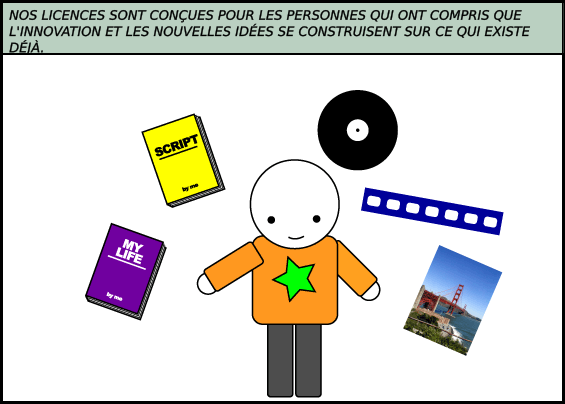 NOS LICENCES SONT CONÇUES POUR LES PERSONNES QUI ONT COMPRIS QUE
L'INNOVATION ET LES NOUVELLES IDÉES SE CONSTRUISENT SUR CE QUI EXISTE
DÉJÀ.
SCRIPT
by me
MY
LIFE
by me